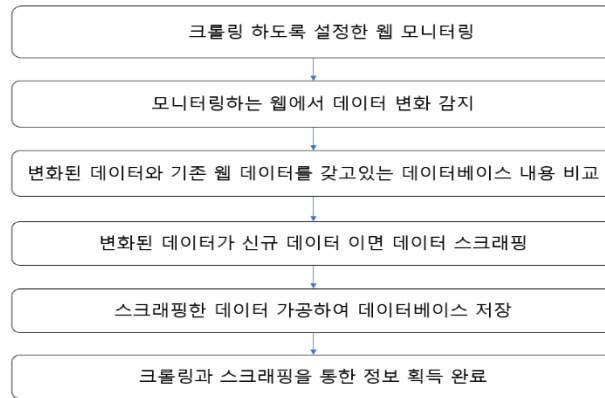 크롤링 하도록 설정한 웹 모니터링
모니터링하는 웹에서 데이터 변화 감지
변화된 데이터와 기존 웹 데이터를 갖고있는 데이터베이스 내용 비교
변화된 데이터가 신규 데이터 이면 데이터 스크래핑
스크래핑한 데이터 가공하여 데이터베이스 저장
크롤링과 스크래핑을 통한 정보 획득 완료